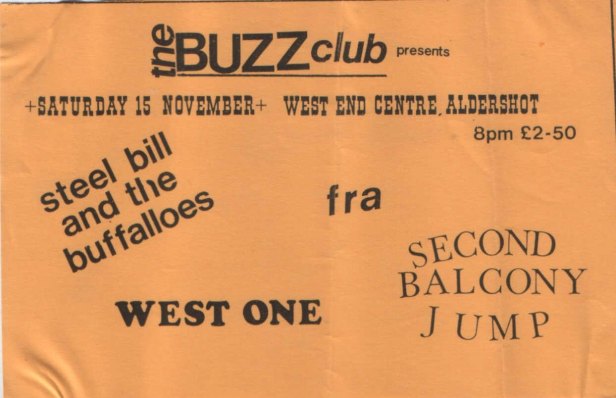 the BUZZ club presents
+SATURDAY 15 NOVEMBER+ WEST END CENTRE, ALDERSHOT
8pm £2-50
steel bill
and the
buffalloes
fra
SECOND
BALCONY
JUMP
WEST ONE